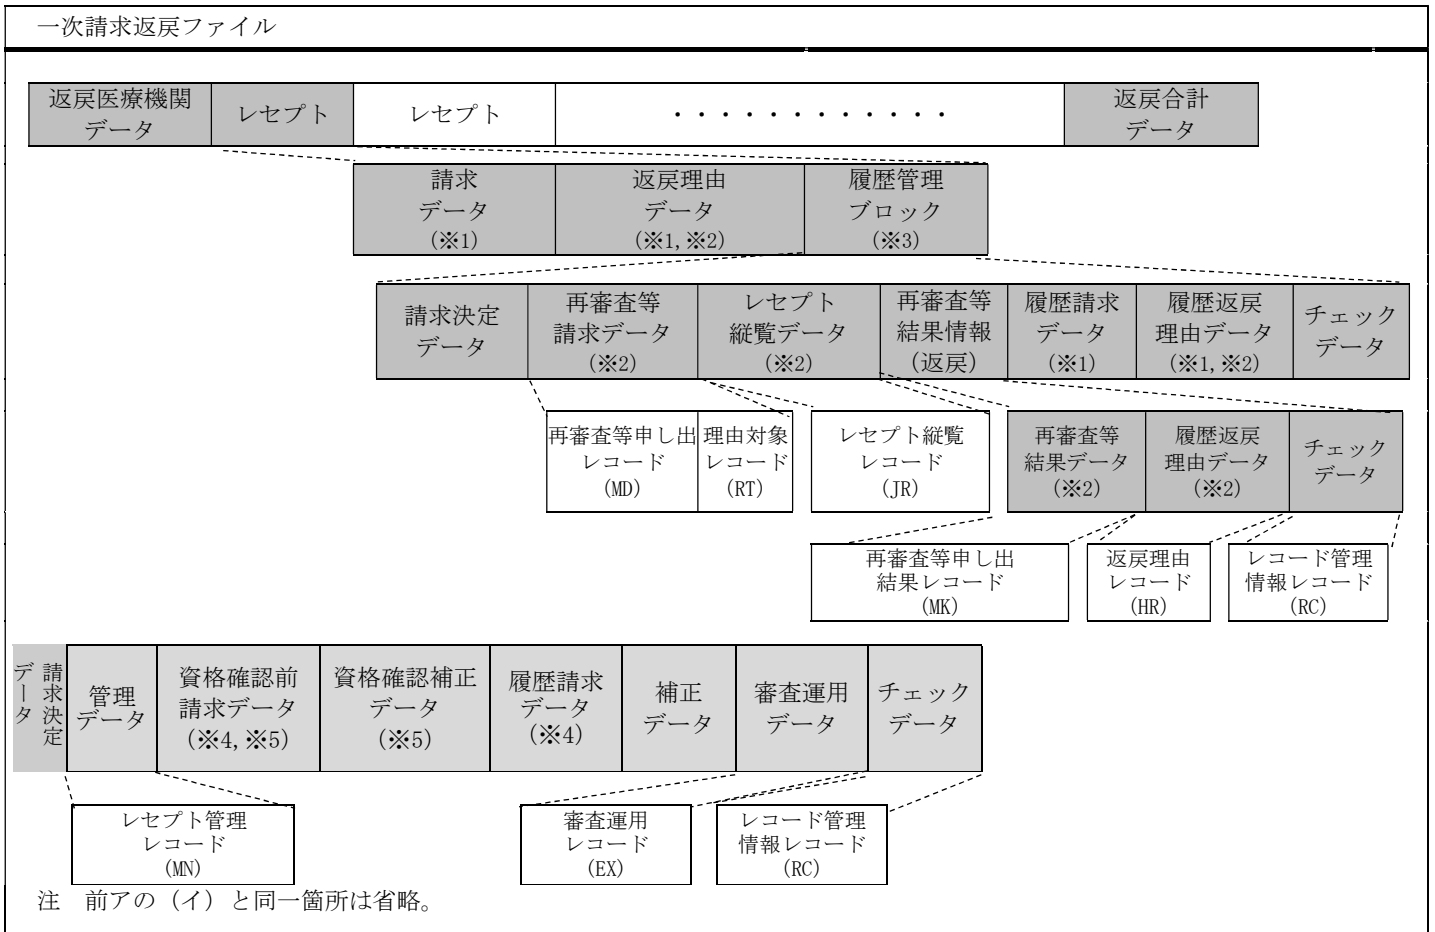 一次請求返戻ファイル
返戻医療機関
データ
レセプト
レセプト
・・・・・・・・・・・・
返戻合計
データ
請求
データ
(※1)
返戻理由
データ
(※1,※2)
履歴管理
ブロック
(※3)
請求決定
データ
再審査等
請求データ
(※2)
レセプト
縦覧データ
(※2)
再審査等
結果情報
(返戻)
履歴請求
データ
(※1)
履歴返戻
理由データ
(※1,※2)
チェック
データ
再審査等申し出
レコード
(MD)
理由対象
レコード
(RT)
レセプト縦覧
レコード
(JR)
再審査等
結果データ
(※2)
履歴返戻
理由データ
(※2)
チェック
データ
再審査等申し出
結果レコード
(MK)
返戻理由
レコード
(HR)
レコード管理
情報レコード
(RC)
請求決定
データ
管理
データ
資格確認前
請求データ
(※4,※5)
資格確認補正
データ
(※5)
履歴請求
データ
(※4)
補正
データ
審査運用
データ
チェック
データ
レセプト管理
レコード
(MN)
審査運用
レコード
(EX)
レコード管理
情報レコード
(RC)
注　前アの（イ）と同一箇所は省略。